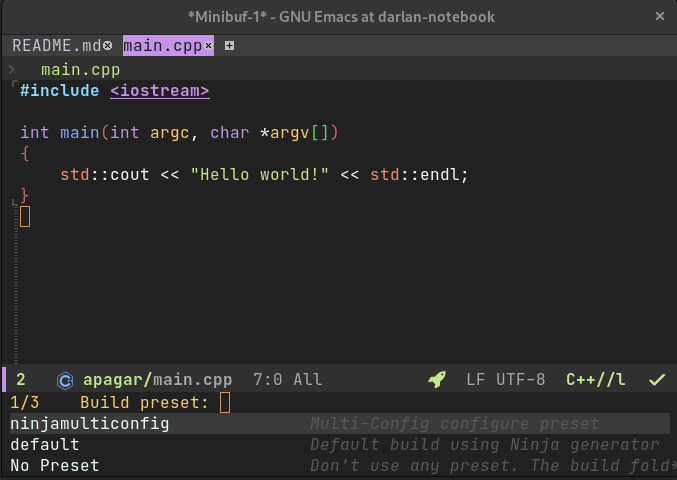 *Minibuf-1* - GNU Emacs at darlan-notebook
README.md main.cpp
main.cpp
#include <iostream>
int main(int argc, char *argv[])
{
std::cout << "Hello world!" << std::endl;
}
2 apagar/main.cpp 7:0 All LF UTF-8 C++//l
1/3 Build preset:
ninjamulticonfig Multi-Config configure preset
default Default build using Ninja generator
No Preset Don't use any preset. The build fold